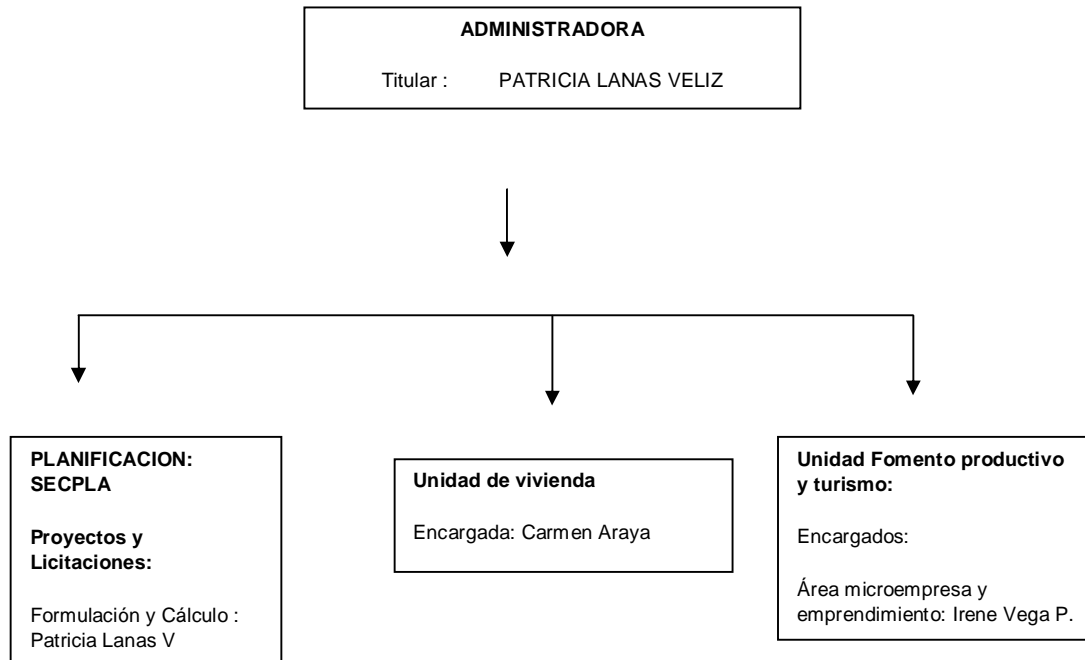 ADMINISTRADORA
Titular : PATRICIA LANAS VELIZ
PLANIFICACION:
SECPLA
Proyectos y
Licitaciones:
Formulación y Cálculo :
Patricia Lanas V
Unidad de vivienda
Encargada: Carmen Araya
Unidad Fomento productivo
y turismo:
Encargados:
Área microempresa y
emprendimiento: Irene Vega P.